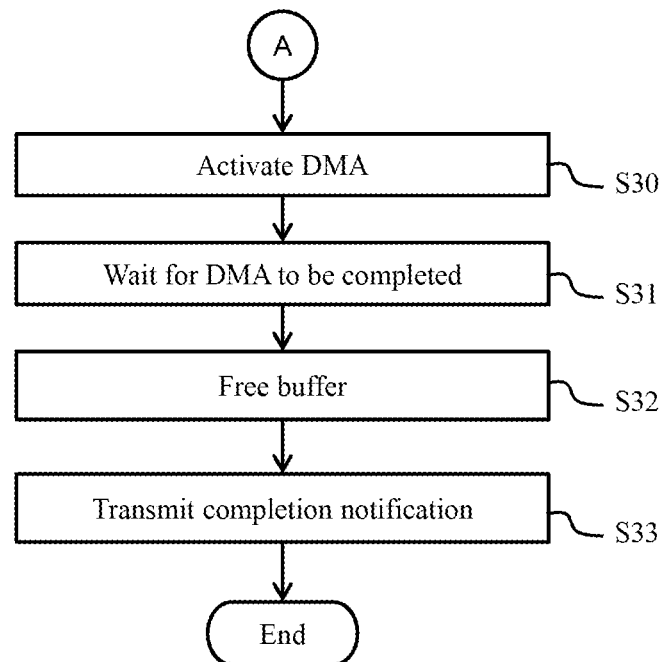 A
Activate DMA
S30
Wait for DMA to be completed
S31
Free buffer
S32
Transmit completion notification
S33
End